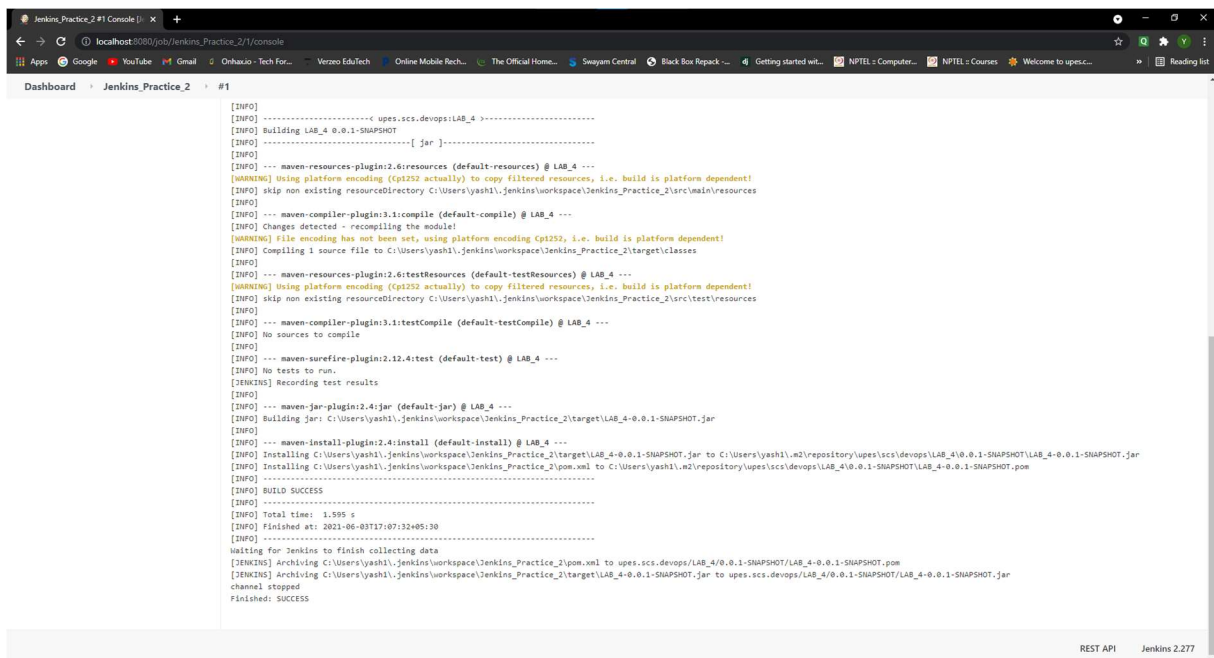 Jenkins_Practice_2 #1 Console [Je
localhost:8080/job/Jenkins_Practice_2/1/console
Apps Google YouTube Gmail Onhax.io - Tech For... Verzeo EduTech Online Mobile Rech... The Official Home... Swayam Central Black Box Repack -... Getting started wit... NPTEL :: Computer... NPTEL :: Courses Welcome to upes.c... » Reading list
Dashboard Jenkins_Practice_2 #1
[INFO]
[INFO] -----------------------< upes.scs.devops:LAB_4 >------------------------
[INFO] Building LAB_4 0.0.1-SNAPSHOT
[INFO] --------------------------------[ jar ]---------------------------------
[INFO]
[INFO] --- maven-resources-plugin:2.6:resources (default-resources) @ LAB_4 ---
[WARNING] Using platform encoding (Cp1252 actually) to copy filtered resources, i.e. build is platform dependent!
[INFO] skip non existing resourceDirectory C:\Users\yash1\.jenkins\workspace\Jenkins_Practice_2\src\main\resources
[INFO]
[INFO] --- maven-compiler-plugin:3.1:compile (default-compile) @ LAB_4 ---
[INFO] Changes detected - recompiling the module!
[WARNING] File encoding has not been set, using platform encoding Cp1252, i.e. build is platform dependent!
[INFO] Compiling 1 source file to C:\Users\yash1\.jenkins\workspace\Jenkins_Practice_2\target\classes
[INFO]
[INFO] --- maven-resources-plugin:2.6:testResources (default-testResources) @ LAB_4 ---
[WARNING] Using platform encoding (Cp1252 actually) to copy filtered resources, i.e. build is platform dependent!
[INFO] skip non existing resourceDirectory C:\Users\yash1\.jenkins\workspace\Jenkins_Practice_2\src\test\resources
[INFO]
[INFO] --- maven-compiler-plugin:3.1:testCompile (default-testCompile) @ LAB_4 ---
[INFO] No sources to compile
[INFO]
[INFO] --- maven-surefire-plugin:2.12.4:test (default-test) @ LAB_4 ---
[INFO] No tests to run.
[JENKINS] Recording test results
[INFO]
[INFO] --- maven-jar-plugin:2.4:jar (default-jar) @ LAB_4 ---
[INFO] Building jar: C:\Users\yash1\.jenkins\workspace\Jenkins_Practice_2\target\LAB_4-0.0.1-SNAPSHOT.jar
[INFO]
[INFO] --- maven-install-plugin:2.4:install (default-install) @ LAB_4 ---
[INFO] Installing C:\Users\yash1\.jenkins\workspace\Jenkins_Practice_2\target\LAB_4-0.0.1-SNAPSHOT.jar to C:\Users\yash1\.m2\repository\upes\scs\devops\LAB_4\0.0.1-SNAPSHOT\LAB_4-0.0.1-SNAPSHOT.jar
[INFO] Installing C:\Users\yash1\.jenkins\workspace\Jenkins_Practice_2\pom.xml to C:\Users\yash1\.m2\repository\upes\scs\devops\LAB_4\0.0.1-SNAPSHOT\LAB_4-0.0.1-SNAPSHOT.pom
[INFO] ------------------------------------------------------------------------
[INFO] BUILD SUCCESS
[INFO] ------------------------------------------------------------------------
[INFO] Total time:  1.595 s
[INFO] Finished at: 2021-06-03T17:07:32+05:30
[INFO] ------------------------------------------------------------------------
Waiting for Jenkins to finish collecting data
[JENKINS] Archiving C:\Users\yash1\.jenkins\workspace\Jenkins_Practice_2\pom.xml to upes.scs.devops/LAB_4/0.0.1-SNAPSHOT/LAB_4-0.0.1-SNAPSHOT.pom
[JENKINS] Archiving C:\Users\yash1\.jenkins\workspace\Jenkins_Practice_2\target\LAB_4-0.0.1-SNAPSHOT.jar to upes.scs.devops/LAB_4/0.0.1-SNAPSHOT/LAB_4-0.0.1-SNAPSHOT.jar
channel stopped
Finished: SUCCESS
REST API Jenkins 2.277